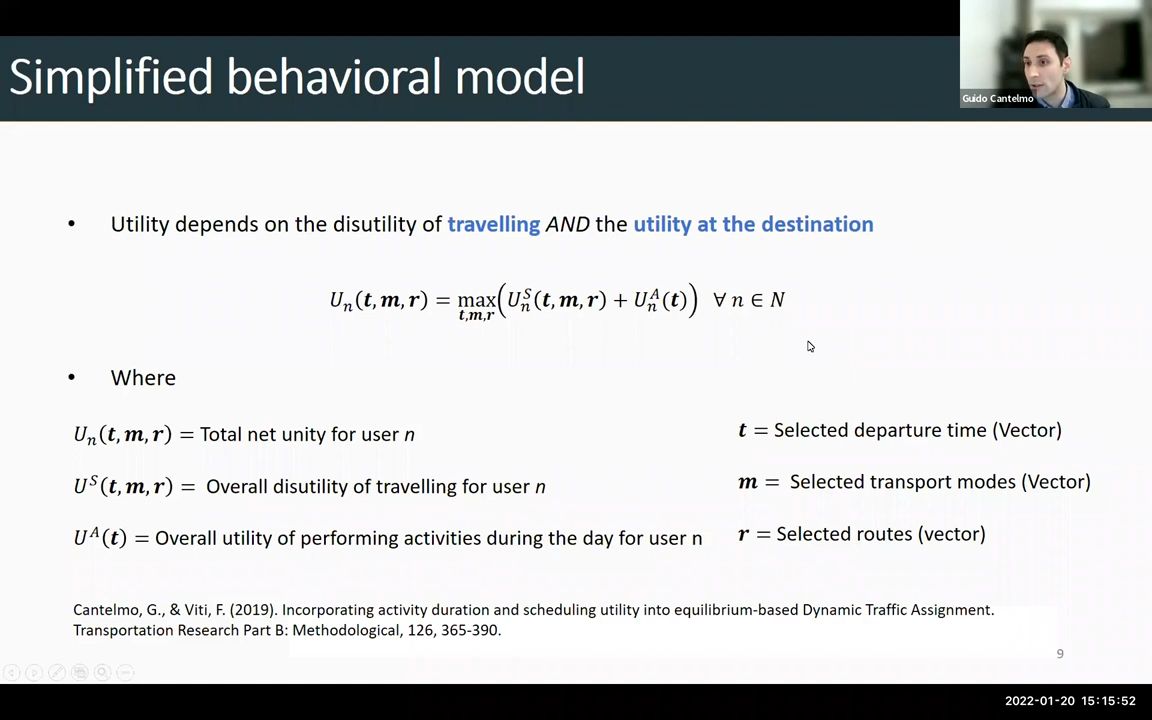 Simplified behavioral model
Guido Cantelmo
• Utility depends on the disutility of travelling AND the utility at the destination
Uₙ(t, m, r) = max t,m,r (Uₙˢ(t, m, r) + Uₙᴬ(t)) ∀ n ∈ N
• Where
Uₙ(t, m, r) = Total net unity for user n
Uˢ(t, m, r) = Overall disutility of travelling for user n
Uᴬ(t) = Overall utility of performing activities during the day for user n
t = Selected departure time (Vector)
m = Selected transport modes (Vector)
r = Selected routes (vector)
Cantelmo, G., & Viti, F. (2019). Incorporating activity duration and scheduling utility into equilibrium-based Dynamic Traffic Assignment.
Transportation Research Part B: Methodological, 126, 365-390.
9
2022-01-20 15:15:52